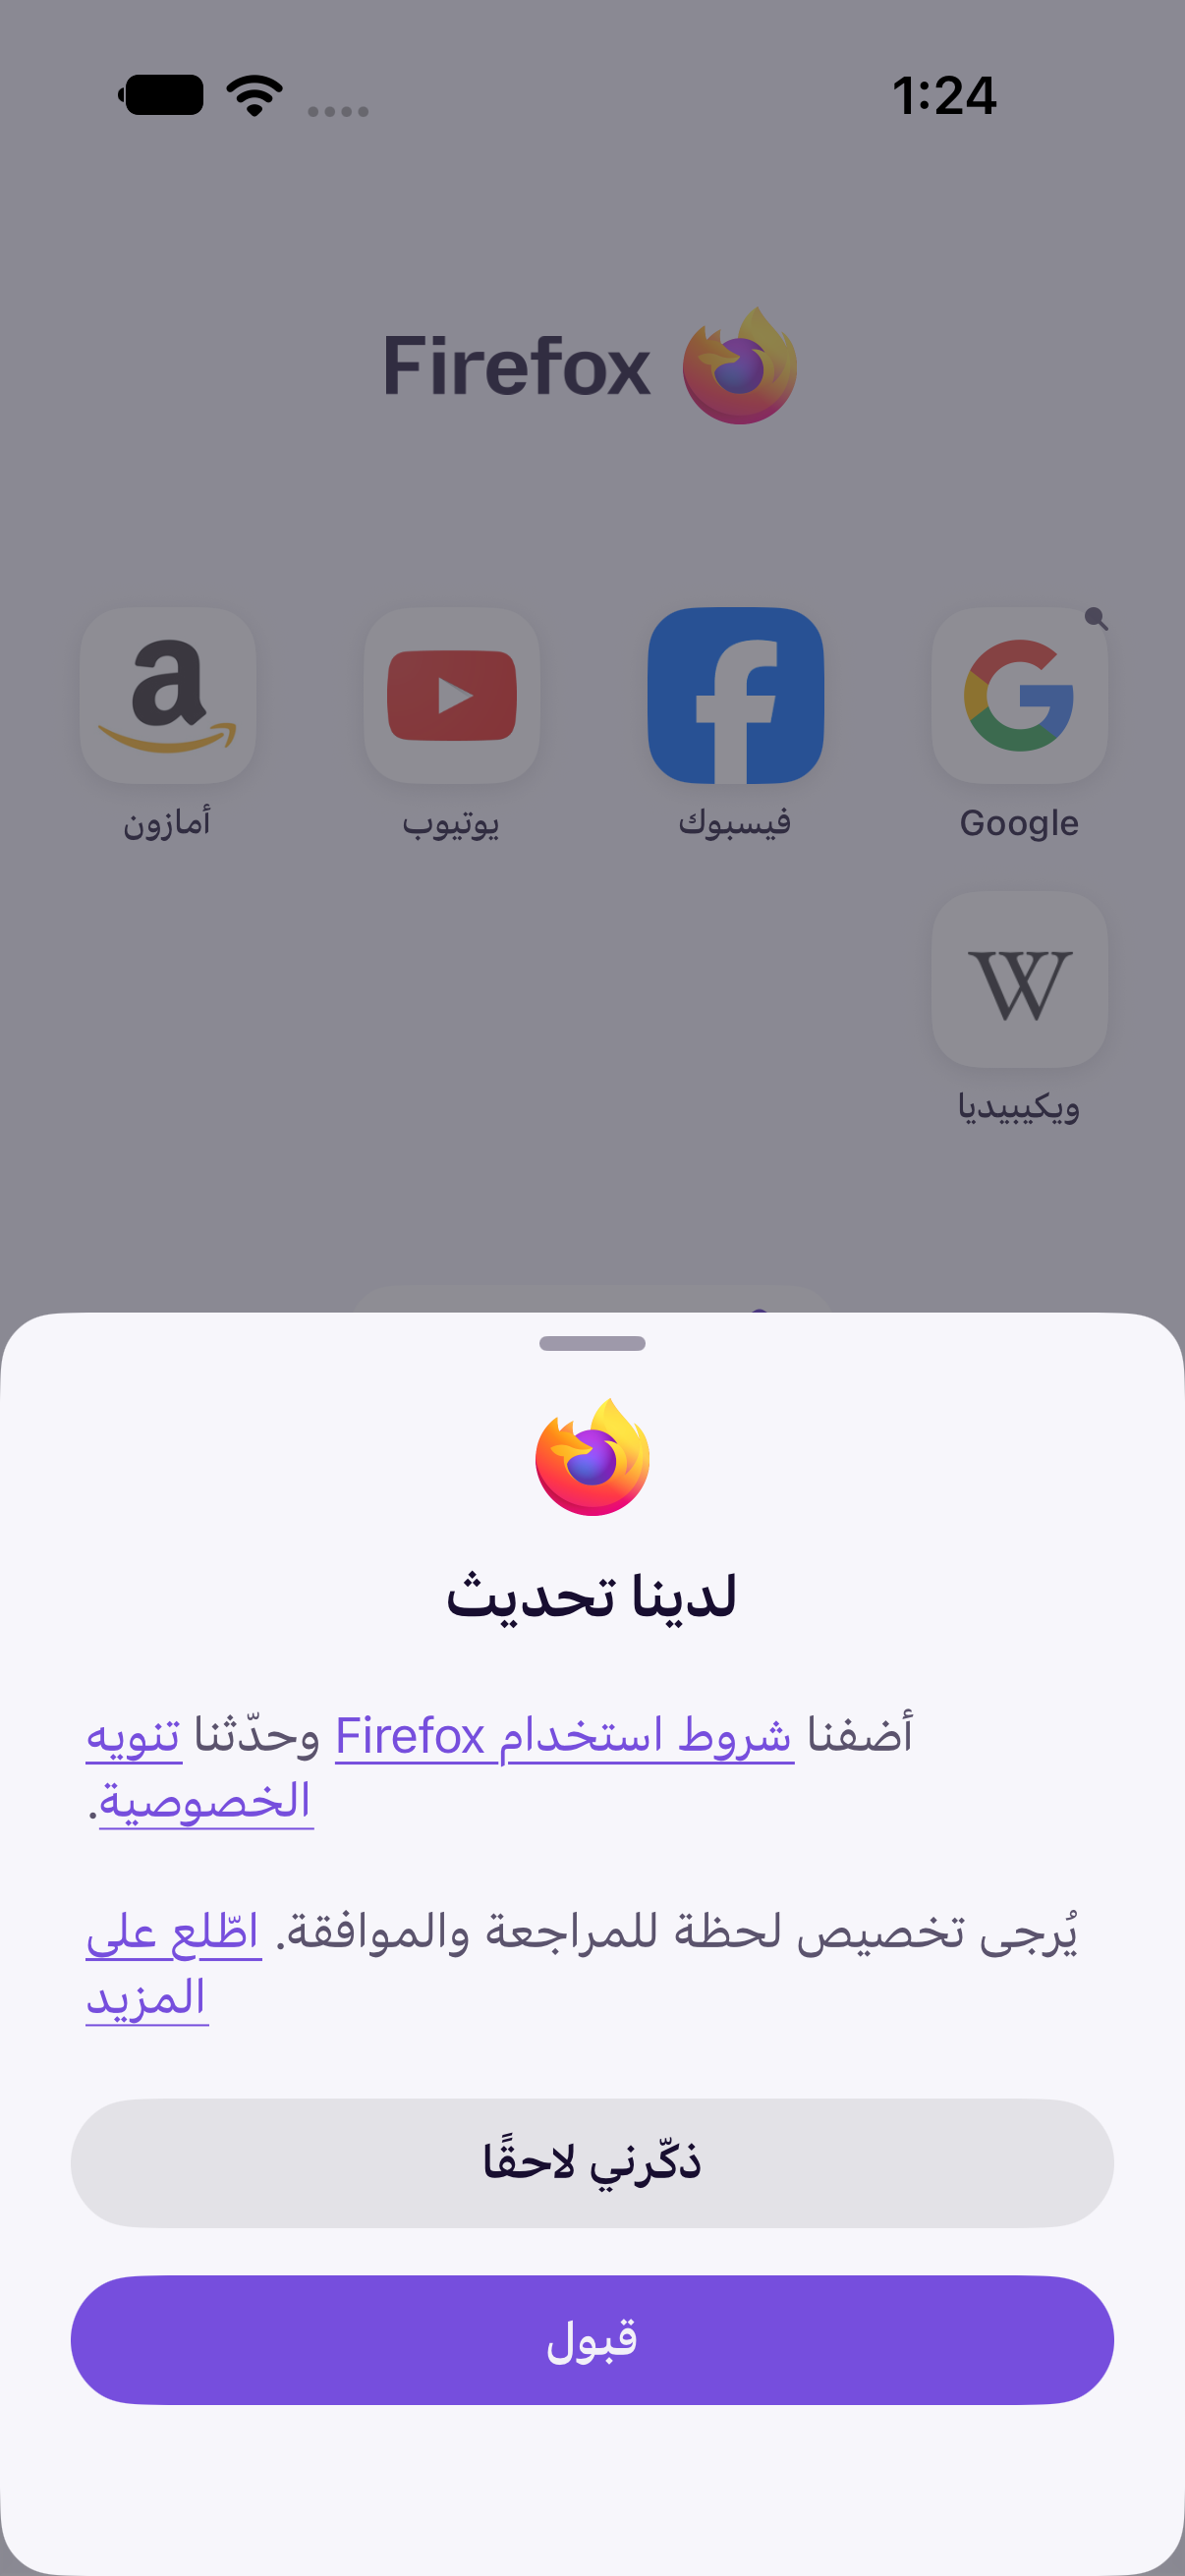 1:24
Firefox
Google
فيسبوك
يوتيوب
أمازون
ويكيبيديا
لدينا تحديث
أضفنا شروط استخدام Firefox وحدّثنا تنويه
الخصوصية.
يُرجى تخصيص لحظة للمراجعة والموافقة. اطّلع على
المزيد
ذكّرني لاحقًا
قبول